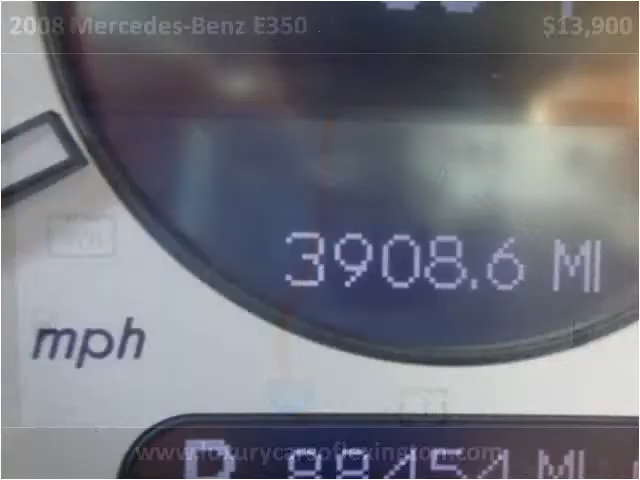 2008 Mercedes-Benz E350 $13,900
3908.6 MI
mph
www.luxurycarsoflexington.com
88454 MI